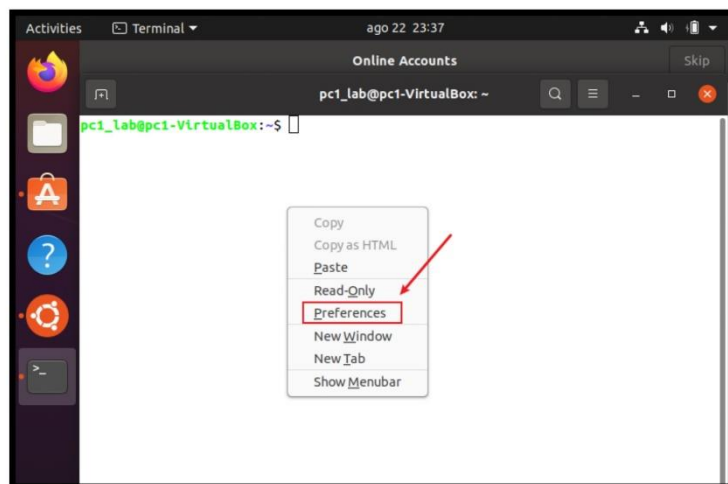 Activities Terminal ago 22 23:37
Online Accounts Skip
pc1_lab@pc1-VirtualBox: ~
pc1_lab@pc1-VirtualBox:~$
Copy
Copy as HTML
Paste
Read-Only
Preferences
New Window
New Tab
Show Menubar